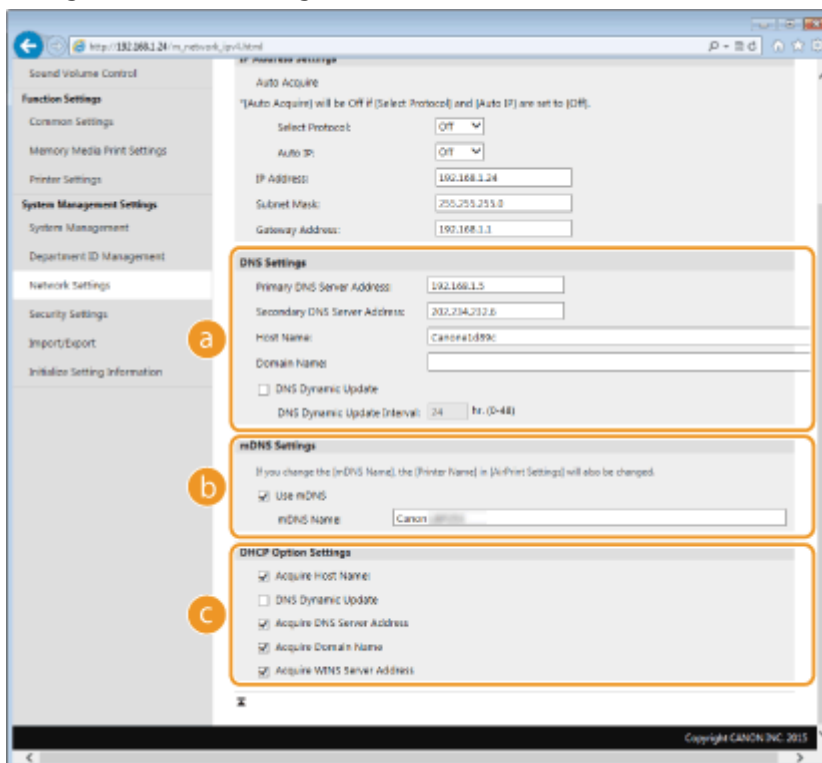 http://192.168.1.24/m_network_ipv4.html
Sound Volume Control
Function Settings
Common Settings
Memory Media Print Settings
Printer Settings
System Management Settings
System Management
Department ID Management
Network Settings
Security Settings
Import/Export
Initialize Setting Information
IP Address Settings
Auto Acquire
*[Auto Acquire] will be Off if [Select Protocol] and [Auto IP] are set to [Off].
Select Protocol: Off
Auto IP: Off
IP Address: 192.168.1.24
Subnet Mask: 255.255.255.0
Gateway Address: 192.168.1.1
a
DNS Settings
Primary DNS Server Address: 192.168.1.5
Secondary DNS Server Address: 202.234.232.6
Host Name: Canone1d89c
Domain Name:
DNS Dynamic Update
DNS Dynamic Update Interval: 24 hr. (0-48)
b
mDNS Settings
If you change the [mDNS Name], the [Printer Name] in [AirPrint Settings] will also be changed.
Use mDNS
mDNS Name: Canon
c
DHCP Option Settings
Acquire Host Name:
DNS Dynamic Update
Acquire DNS Server Address
Acquire Domain Name
Acquire WINS Server Address
Copyright CANON INC. 2015